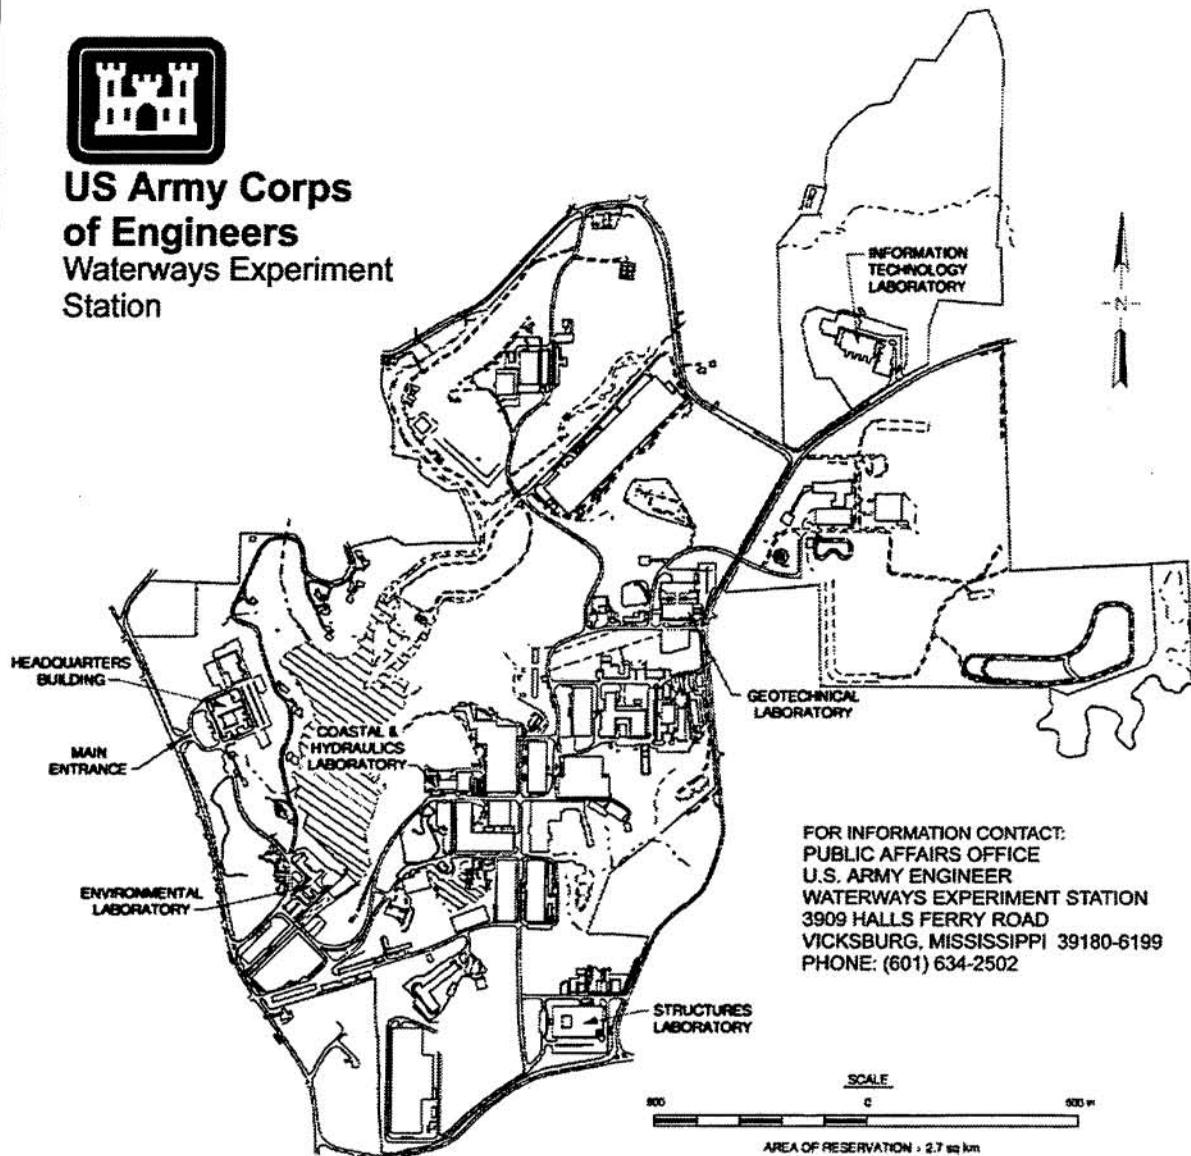 US Army Corps
of Engineers
Waterways Experiment
Station
INFORMATION
TECHNOLOGY
LABORATORY
N
HEADQUARTERS
BUILDING
MAIN
ENTRANCE
COASTAL &
HYDRAULICS
LABORATORY
GEOTECHNICAL
LABORATORY
ENVIRONMENTAL
LABORATORY
STRUCTURES
LABORATORY
FOR INFORMATION CONTACT:
PUBLIC AFFAIRS OFFICE
U.S. ARMY ENGINEER
WATERWAYS EXPERIMENT STATION
3909 HALLS FERRY ROAD
VICKSBURG, MISSISSIPPI 39180-6199
PHONE: (601) 634-2502
SCALE
500 m
AREA OF RESERVATION : 2.7 sq km